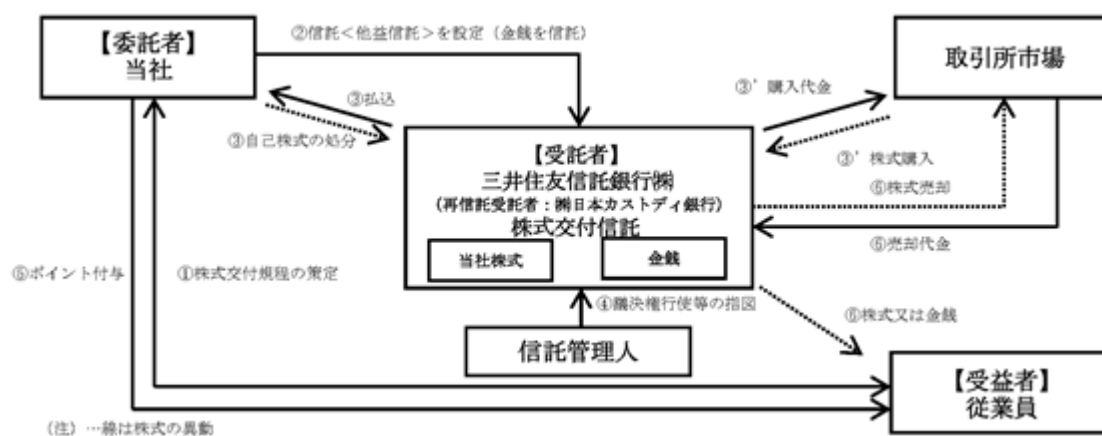 【委託者】
当社
②信託<他益信託>を設定（金銭を信託）
取引所市場
③払込
③'購入代金
③自己株式の処分
【受託者】
三井住友信託銀行㈱
(再信託受託者：㈱日本カストディ銀行)
株式交付信託
③'株式購入
⑥株式売却
当社株式
金銭
⑥売却代金
⑤ポイント付与
①株式交付規程の策定
④議決権行使等の指図
⑥株式又は金銭
信託管理人
【受益者】
従業員
（注）…線は株式の異動